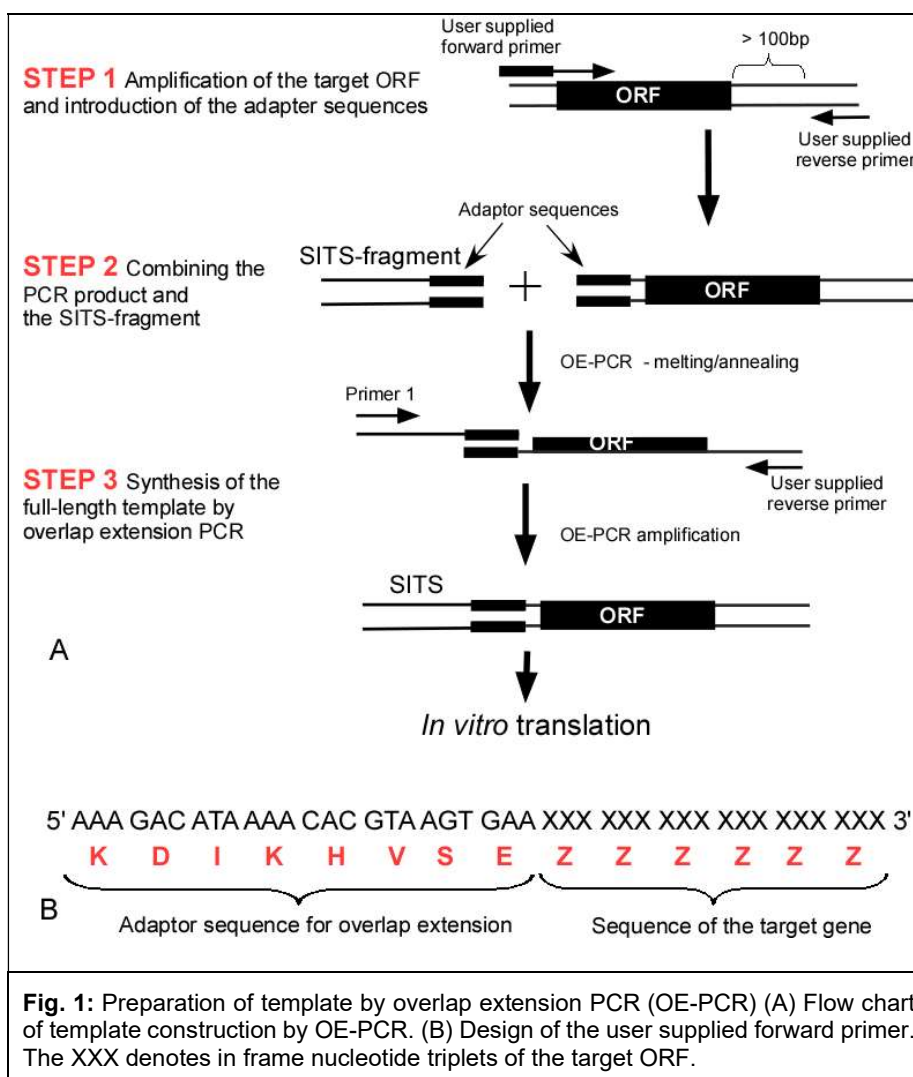 User supplied
forward primer
> 100bp
STEP 1 Amplification of the target ORF
and introduction of the adapter sequences
ORF
User supplied
reverse primer
Adaptor sequences
SITS-fragment
STEP 2 Combining the
PCR product and
the SITS-fragment
ORF
OE-PCR - melting/annealing
Primer 1
ORF
STEP 3 Synthesis of the
full-length template by
overlap extension PCR
User supplied
reverse primer
OE-PCR amplification
SITS
ORF
A
In vitro translation
5' AAA GAC ATA AAA CAC GTA AGT GAA XXX XXX XXX XXX XXX XXX 3'
K D I K H V S E Z Z Z Z Z Z
B
Adaptor sequence for overlap extension
Sequence of the target gene
Fig. 1: Preparation of template by overlap extension PCR (OE-PCR) (A) Flow chart
of template construction by OE-PCR. (B) Design of the user supplied forward primer.
The XXX denotes in frame nucleotide triplets of the target ORF.